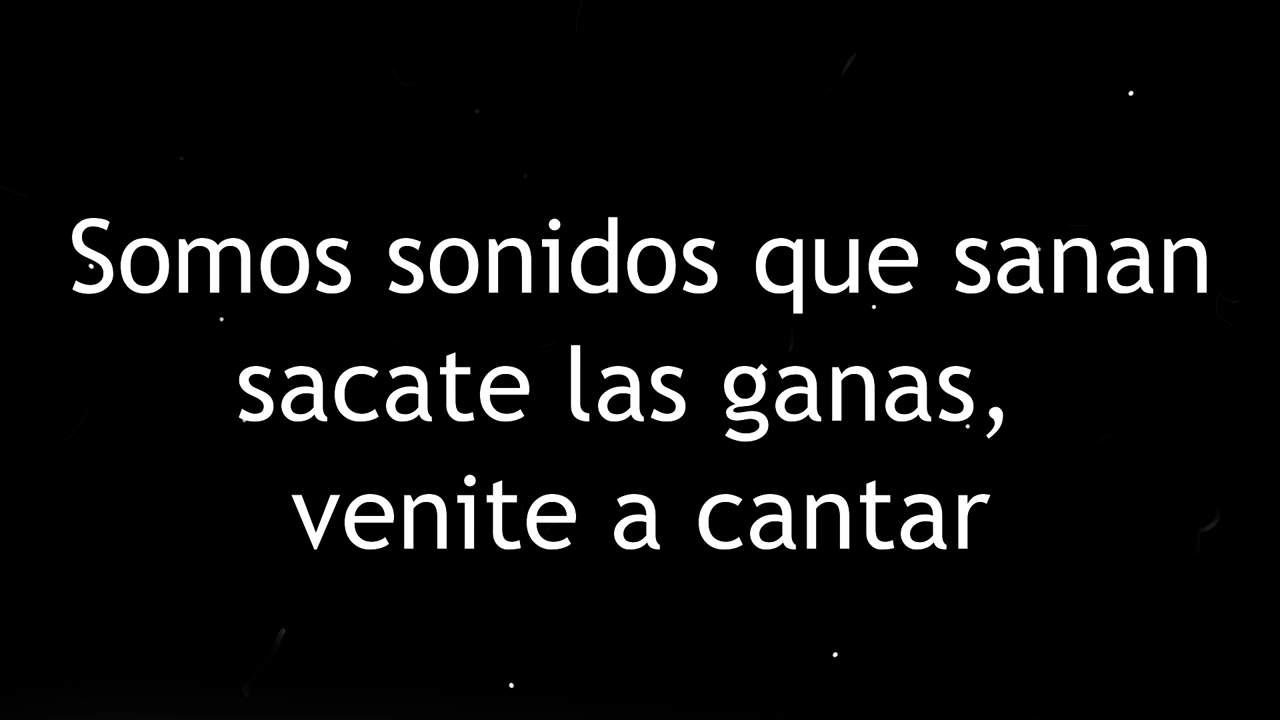 Somos sonidos que sanan
sacate las ganas,
venite a cantar